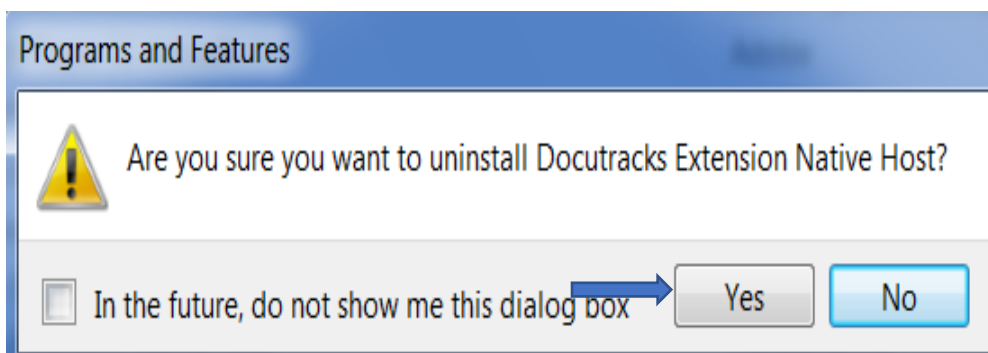 Programs and Features
Are you sure you want to uninstall Docutracks Extension Native Host?
In the future, do not show me this dialog box
Yes
No